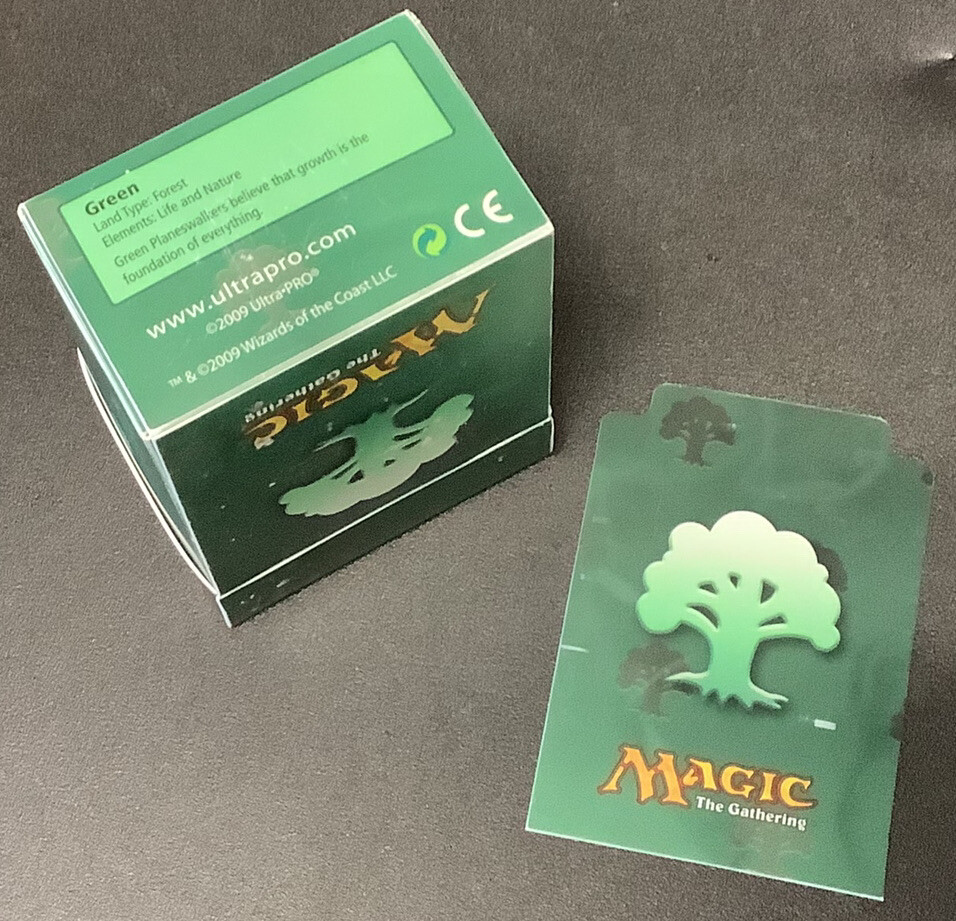 Green
Land Type: Forest
Elements: Life and Nature
Green Planeswalkers believe that growth is the
foundation of everything.
www.ultrapro.com
©2009 Ultra•PRO®
™ & ©2009 Wizards of the Coast LLC
CE
MAGIC
The Gathering
MAGIC
The Gathering